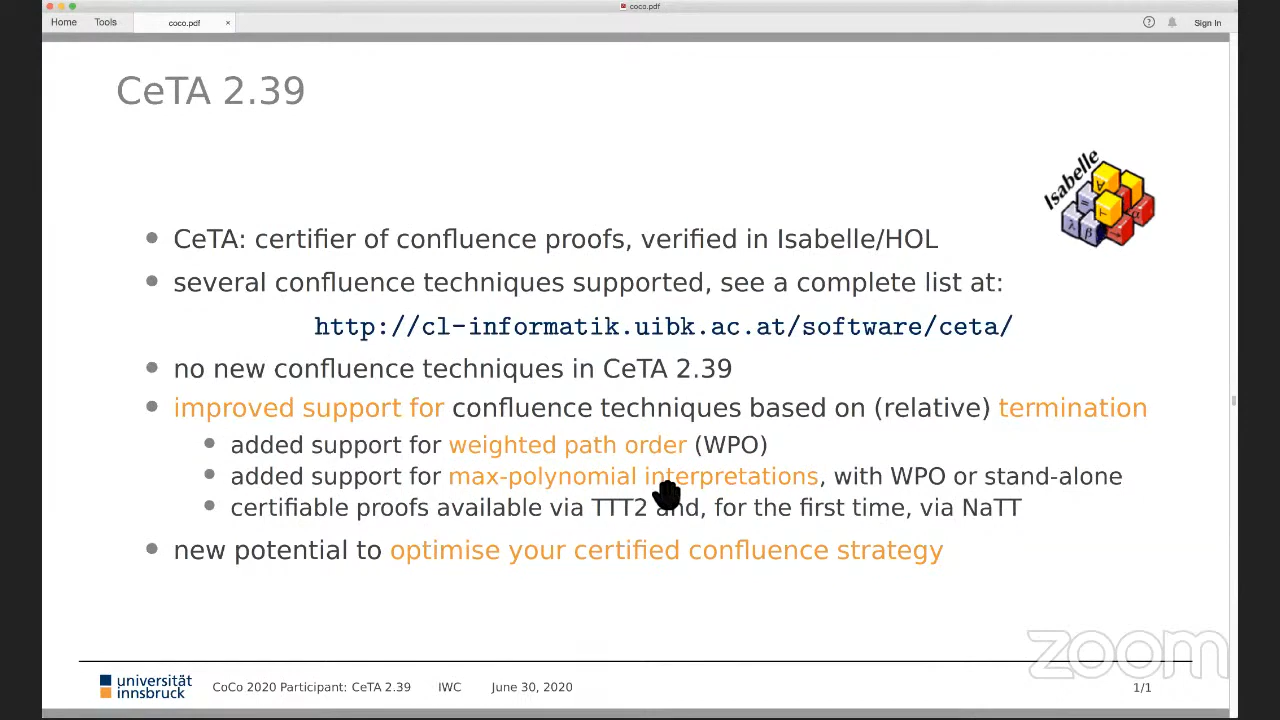 coco.pdf
Home Tools coco.pdf × Sign In
CeTA 2.39
Isabelle
∀
=
α
λ β →
• CeTA: certifier of confluence proofs, verified in Isabelle/HOL
• several confluence techniques supported, see a complete list at:
http://cl-informatik.uibk.ac.at/software/ceta/
• no new confluence techniques in CeTA 2.39
• improved support for confluence techniques based on (relative) termination
• added support for weighted path order (WPO)
• added support for max-polynomial interpretations, with WPO or stand-alone
• certifiable proofs available via TTT2 and, for the first time, via NaTT
• new potential to optimise your certified confluence strategy
zoom
universität
innsbruck
CoCo 2020 Participant: CeTA 2.39 IWC June 30, 2020 1/1